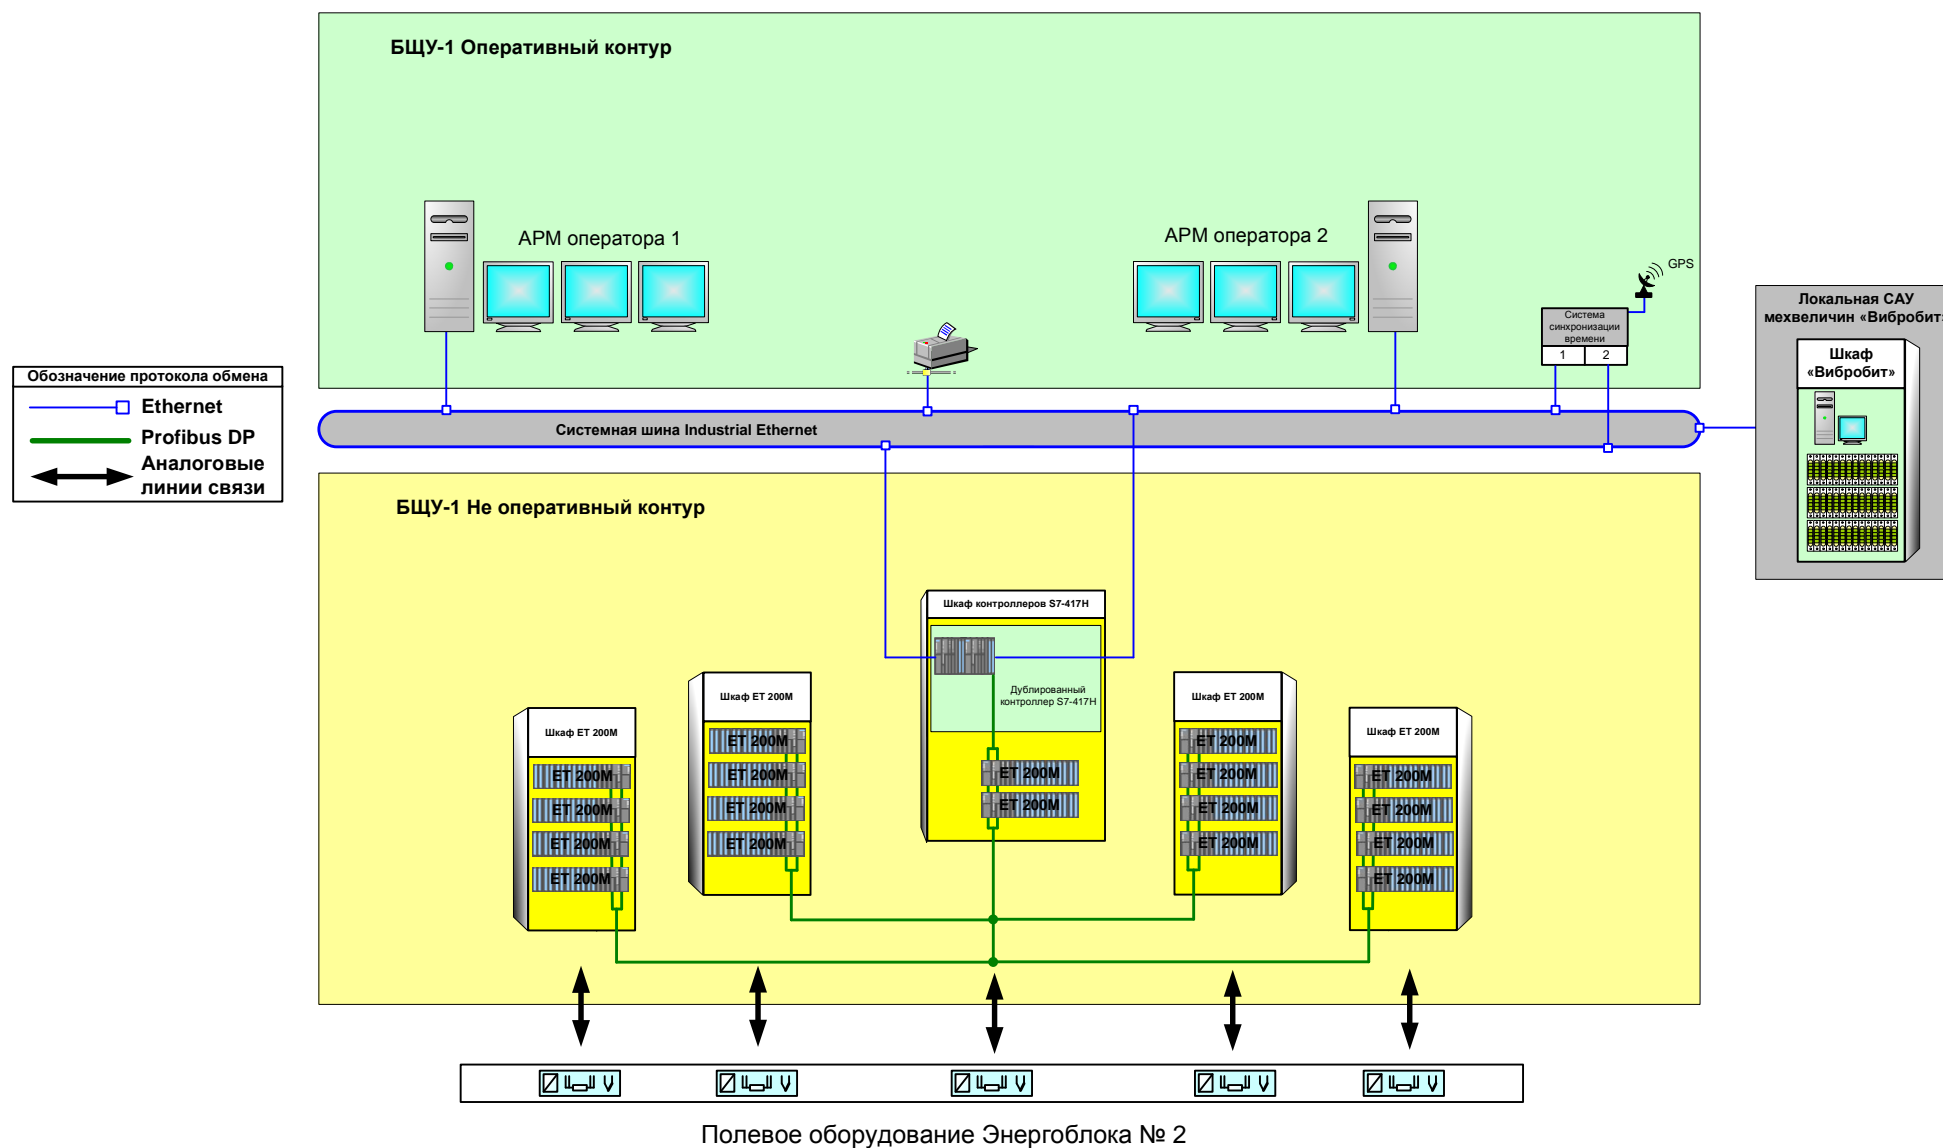 БЩУ-1 Оперативный контур
АРМ оператора 1
АРМ оператора 2
GPS
Система
синхронизации
времени
1
2
Локальная САУ
мехвеличин «Вибробит»
Шкаф
«Вибробит»
Обозначение протокола обмена
Ethernet
Profibus DP
Аналоговые
линии связи
Системная шина Industrial Ethernet
БЩУ-1 Не оперативный контур
Шкаф контроллеров S7-417H
Дублированный
контроллер S7-417H
ET 200M
ET 200M
Шкаф ET 200M
ET 200M
ET 200M
ET 200M
ET 200M
Шкаф ET 200M
ET 200M
ET 200M
ET 200M
ET 200M
Шкаф ET 200M
ET 200M
ET 200M
ET 200M
ET 200M
Шкаф ET 200M
ET 200M
ET 200M
ET 200M
ET 200M
Полевое оборудование Энергоблока № 2